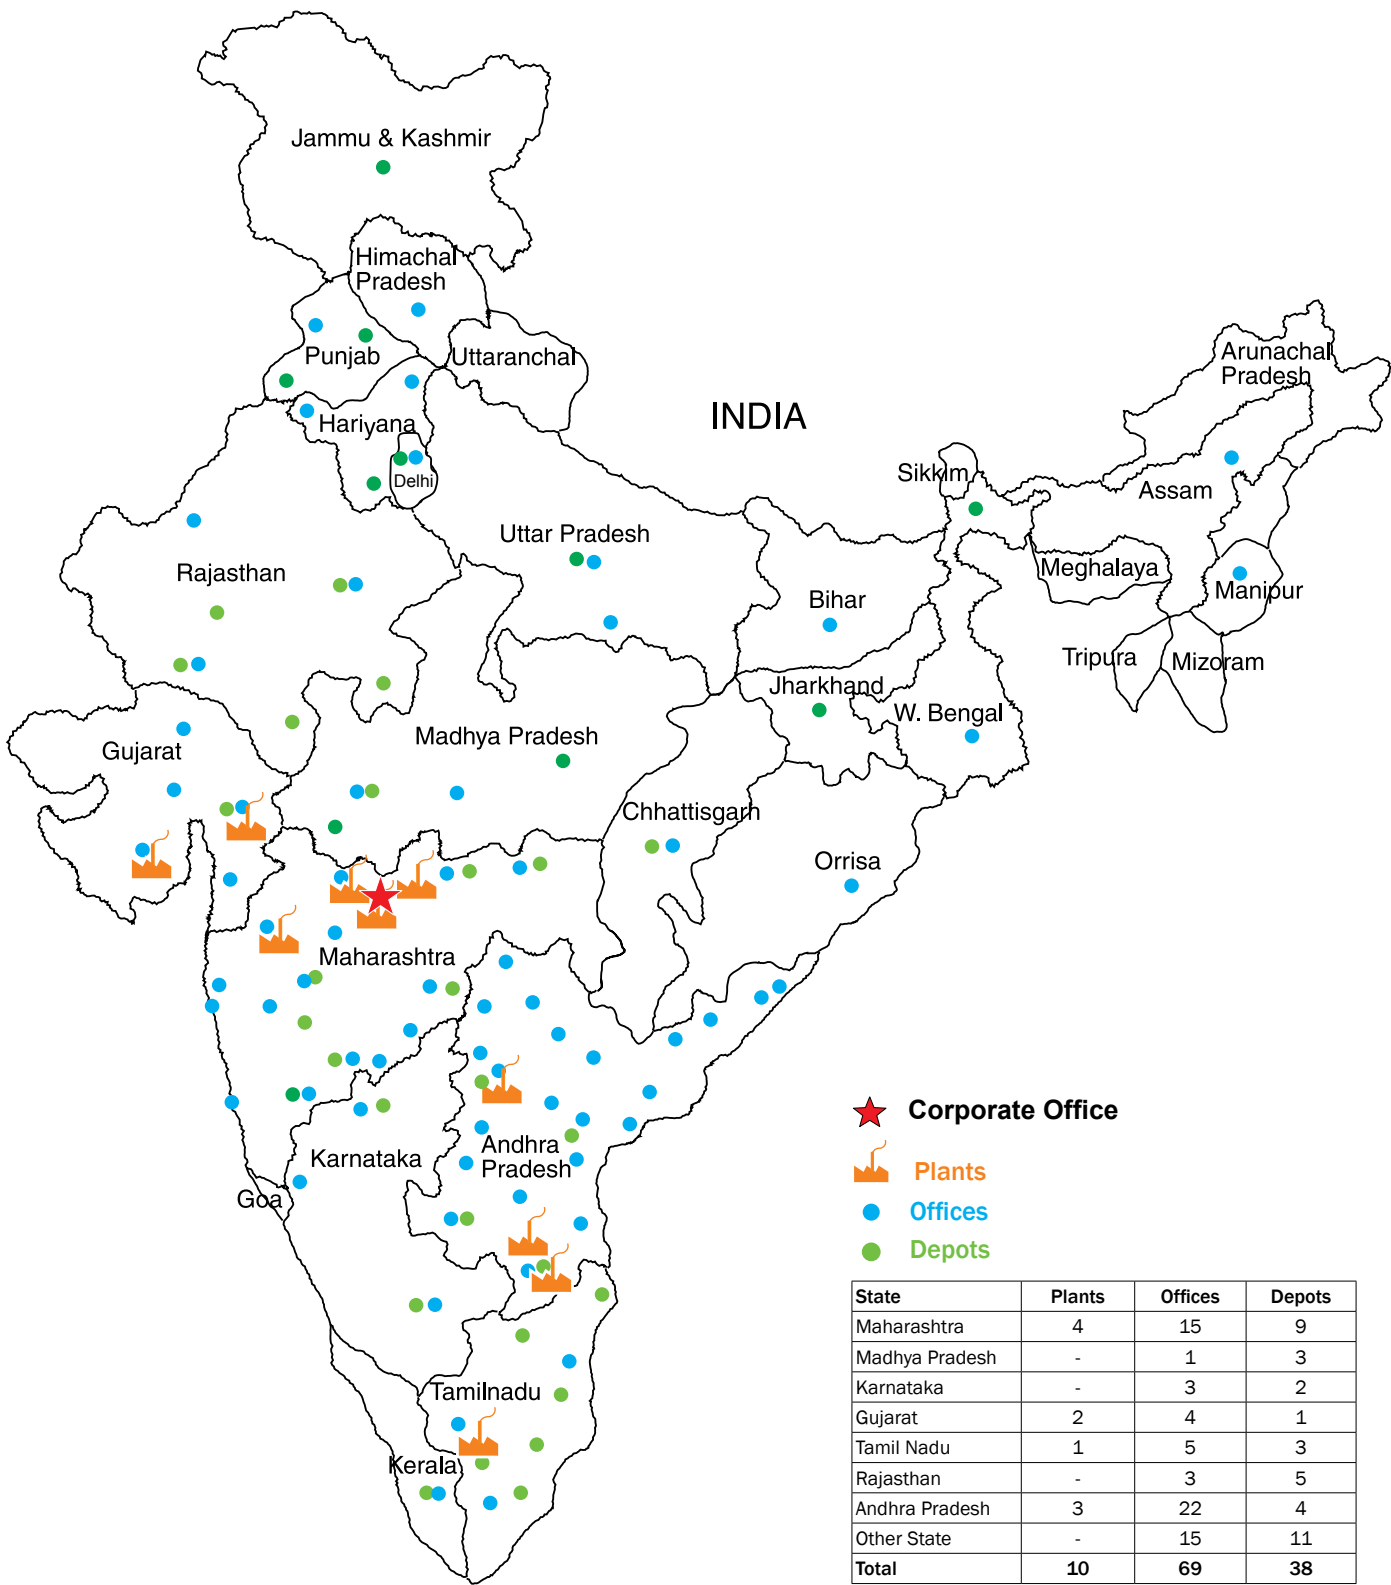 Jammu & Kashmir
Himachal
Pradesh
Punjab
Uttaranchal
Arunachal
Pradesh
INDIA
Hariyana
Delhi
Sikkim
Assam
Uttar Pradesh
Rajasthan
Meghalaya
Manipur
Bihar
Tripura
Mizoram
Jharkhand
W. Bengal
Madhya Pradesh
Gujarat
Chhattisgarh
Orrisa
Maharashtra
Andhra
Pradesh
Karnataka
Goa
Tamilnadu
Kerala
Corporate Office
Plants
Offices
Depots
State Plants Offices Depots
Maharashtra 4 15 9
Madhya Pradesh - 1 3
Karnataka - 3 2
Gujarat 2 4 1
Tamil Nadu 1 5 3
Rajasthan - 3 5
Andhra Pradesh 3 22 4
Other State - 15 11
Total 10 69 38